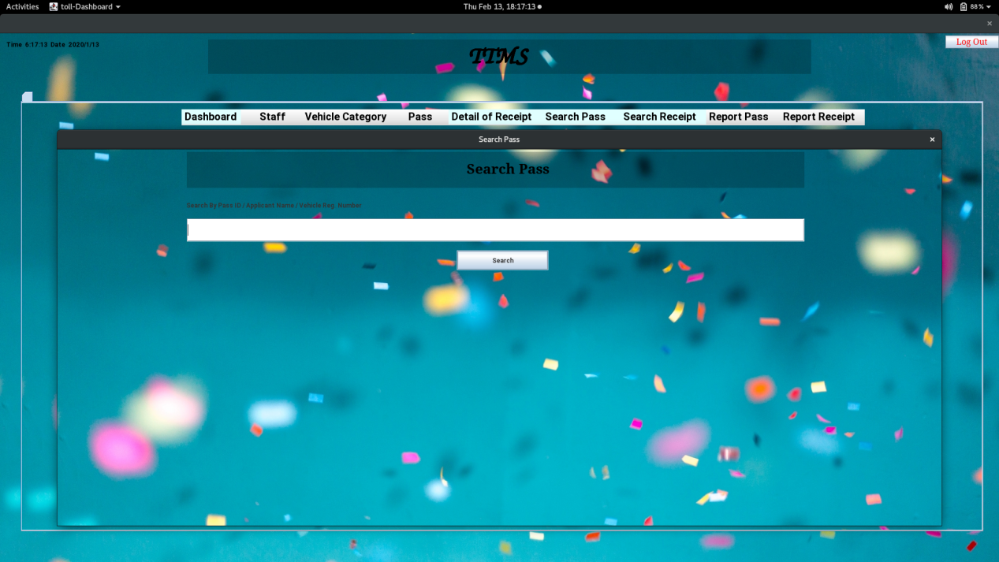 Activities toll-Dashboard Thu Feb 13, 18:17:13 88%
Time 6:17:13 Date 2020/1/13
TTMS
Log Out
Dashboard Staff Vehicle Category Pass Detail of Receipt Search Pass Search Receipt Report Pass Report Receipt
Search Pass
Search Pass
Search By Pass ID / Applicant Name / Vehicle Reg. Number
Search